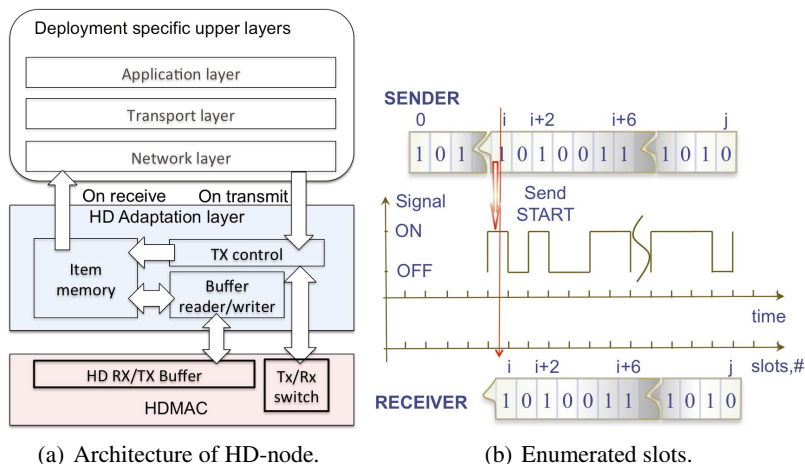 Deployment specific upper layers
Application layer
Transport layer
Network layer
On receive
On transmit
HD Adaptation layer
Item memory
TX control
Buffer reader/writer
HD RX/TX Buffer
Tx/Rx switch
HDMAC
(a) Architecture of HD-node.
SENDER
0 i i+2 i+6 j
1 0 1 1 0 1 0 0 1 1 1 0 1 0
Send START
Signal
ON
OFF
time
slots,#
i i+2 i+6 j
RECEIVER
1 0 1 0 0 1 1 1 0 1 0
(b) Enumerated slots.